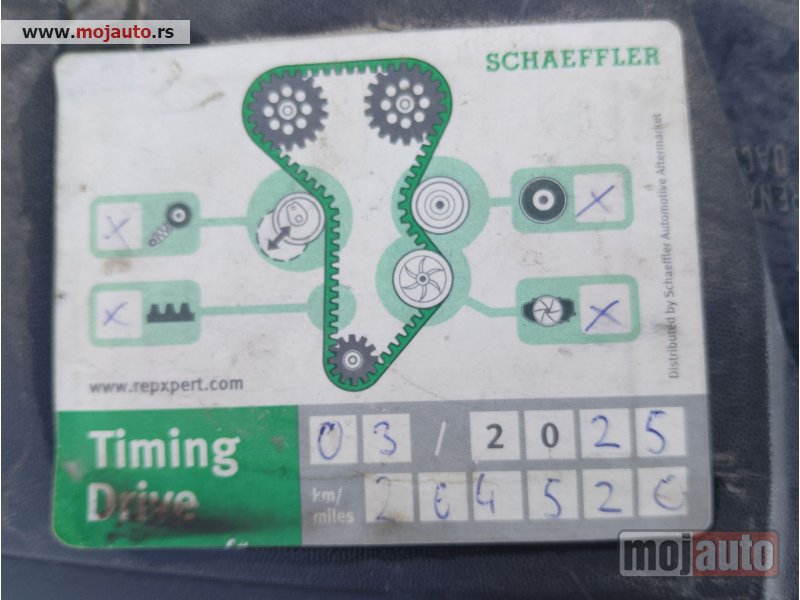 www.mojauto.rs
SCHAEFFLER
x
x
x
x
Distributed by Schaeffler Automotive Aftermarket
www.repxpert.com
Timing
Drive
03 / 2025
km/
miles
264520
mojauto